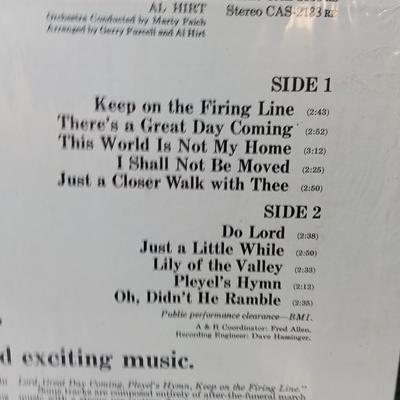 AL HIRT
Orchestra Conducted by Marty Paich
Arranged by Gerry Purcell and Al Hirt
Stereo CAS-2123 RE
SIDE 1
Keep on the Firing Line (2:43)
There's a Great Day Coming (2:52)
This World Is Not My Home (3:12)
I Shall Not Be Moved (2:25)
Just a Closer Walk with Thee (2:50)
SIDE 2
Do Lord (2:38)
Just a Little While (2:50)
Lily of the Valley (2:33)
Pleyel's Hymn (2:12)
Oh, Didn't He Ramble (2:35)
Public performance clearance—BMI.
A & R Coordinator: Fred Allen,
Recording Engineer: Dave Hassinger,
exciting music.
Lord, Great Day Coming, Pleyel's Hymn, Keep on the Firing Line."
tracks are composed entirely of after-the-funeral march